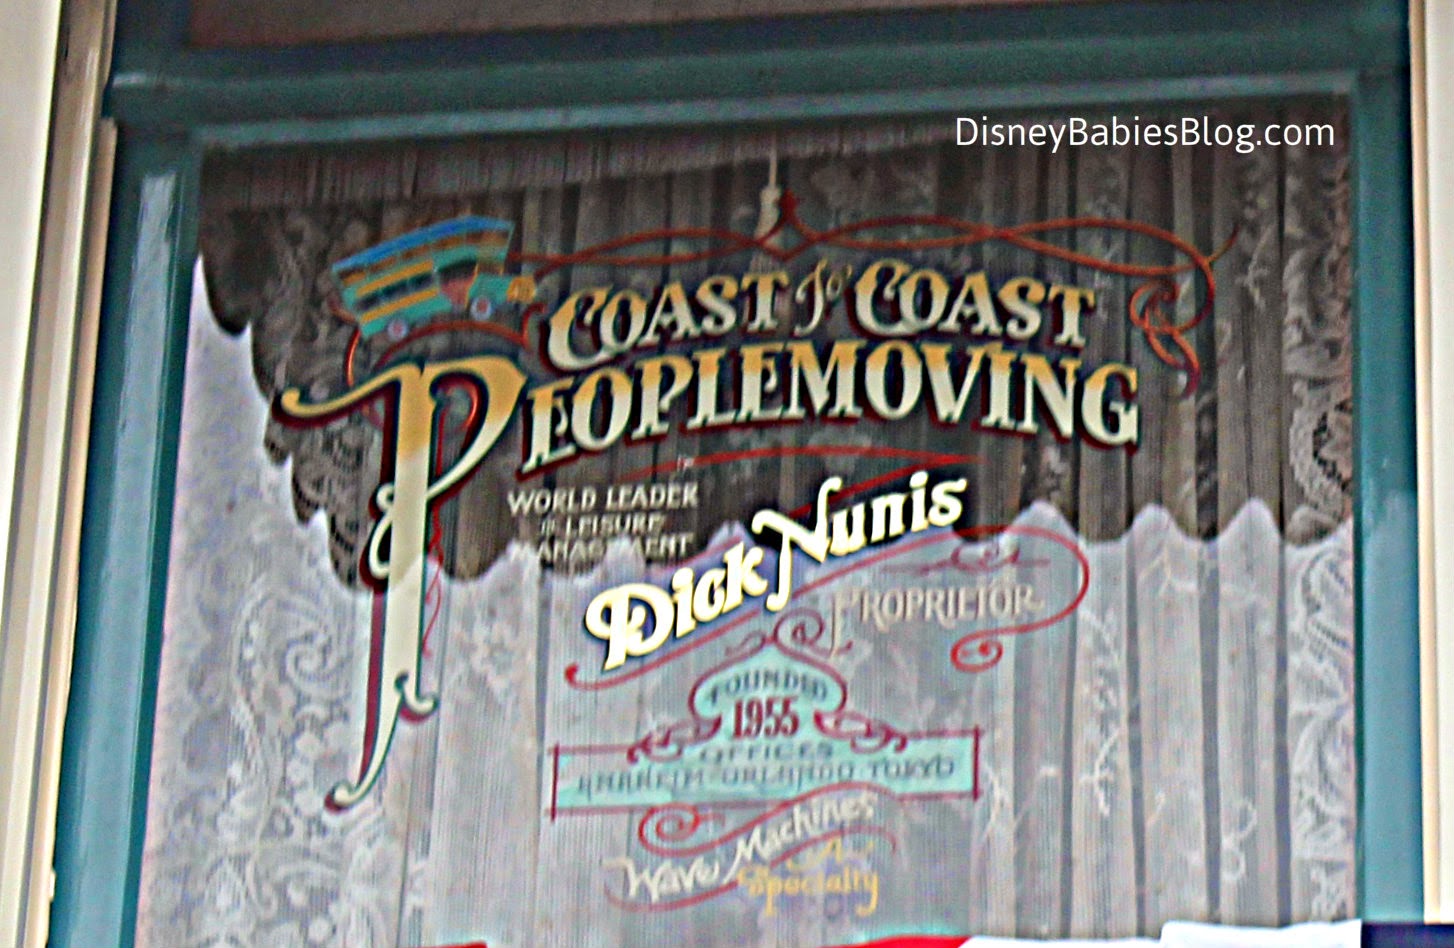 DisneyBabiesBlog.com
COAST to COAST
PEOPLEMOVING
WORLD LEADER
in LEISURE
MANAGEMENT
Dick Nunis
PROPRIETOR
FOUNDED
1955
OFFICES
ANAHEIM-ORLANDO-TOKYO
Wave Machines
A
Specialty